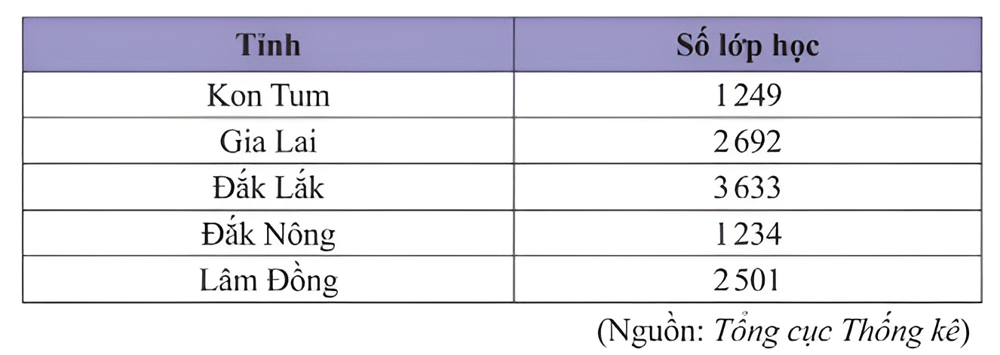 Tỉnh Số lớp học
Kon Tum 1 249
Gia Lai 2 692
Đắk Lắk 3 633
Đắk Nông 1 234
Lâm Đồng 2 501
(Nguồn: Tổng cục Thống kê)